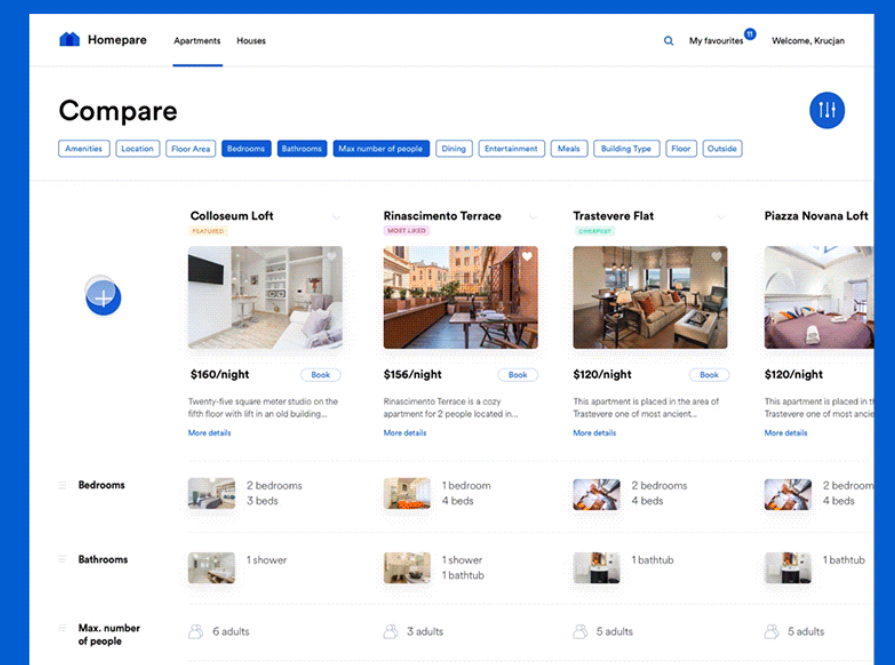 Homepare
Apartments Houses
My favourites 11 Welcome, Krucjan
Compare
Amenities Location Floor Area Bedrooms Bathrooms Max number of people Dining Entertainment Meals Building Type Floor Outside
Colloseum Loft Rinascimento Terrace Trastevere Flat Piazza Novana Loft
FEATURED MOST LIKED
$160/night Book $156/night Book $120/night Book $120/night
Twenty-five square meter studio on the Rinascimento Terrace is a cozy This apartment is placed in the area of This apartment is placed in
fifth floor with lift in an old building... apartment for 2 people located in... Trastevere one of most ancient... Trastevere one of most
More details More details More details More details
Bedrooms 2 bedrooms 1 bedroom 2 bedrooms 2 bedroom
3 beds 4 beds 4 beds 4 beds
Bathrooms 1 shower 1 shower 1 bathtub 1 bathtub
1 bathtub
Max. number 6 adults 3 adults 5 adults 5 adults
of people